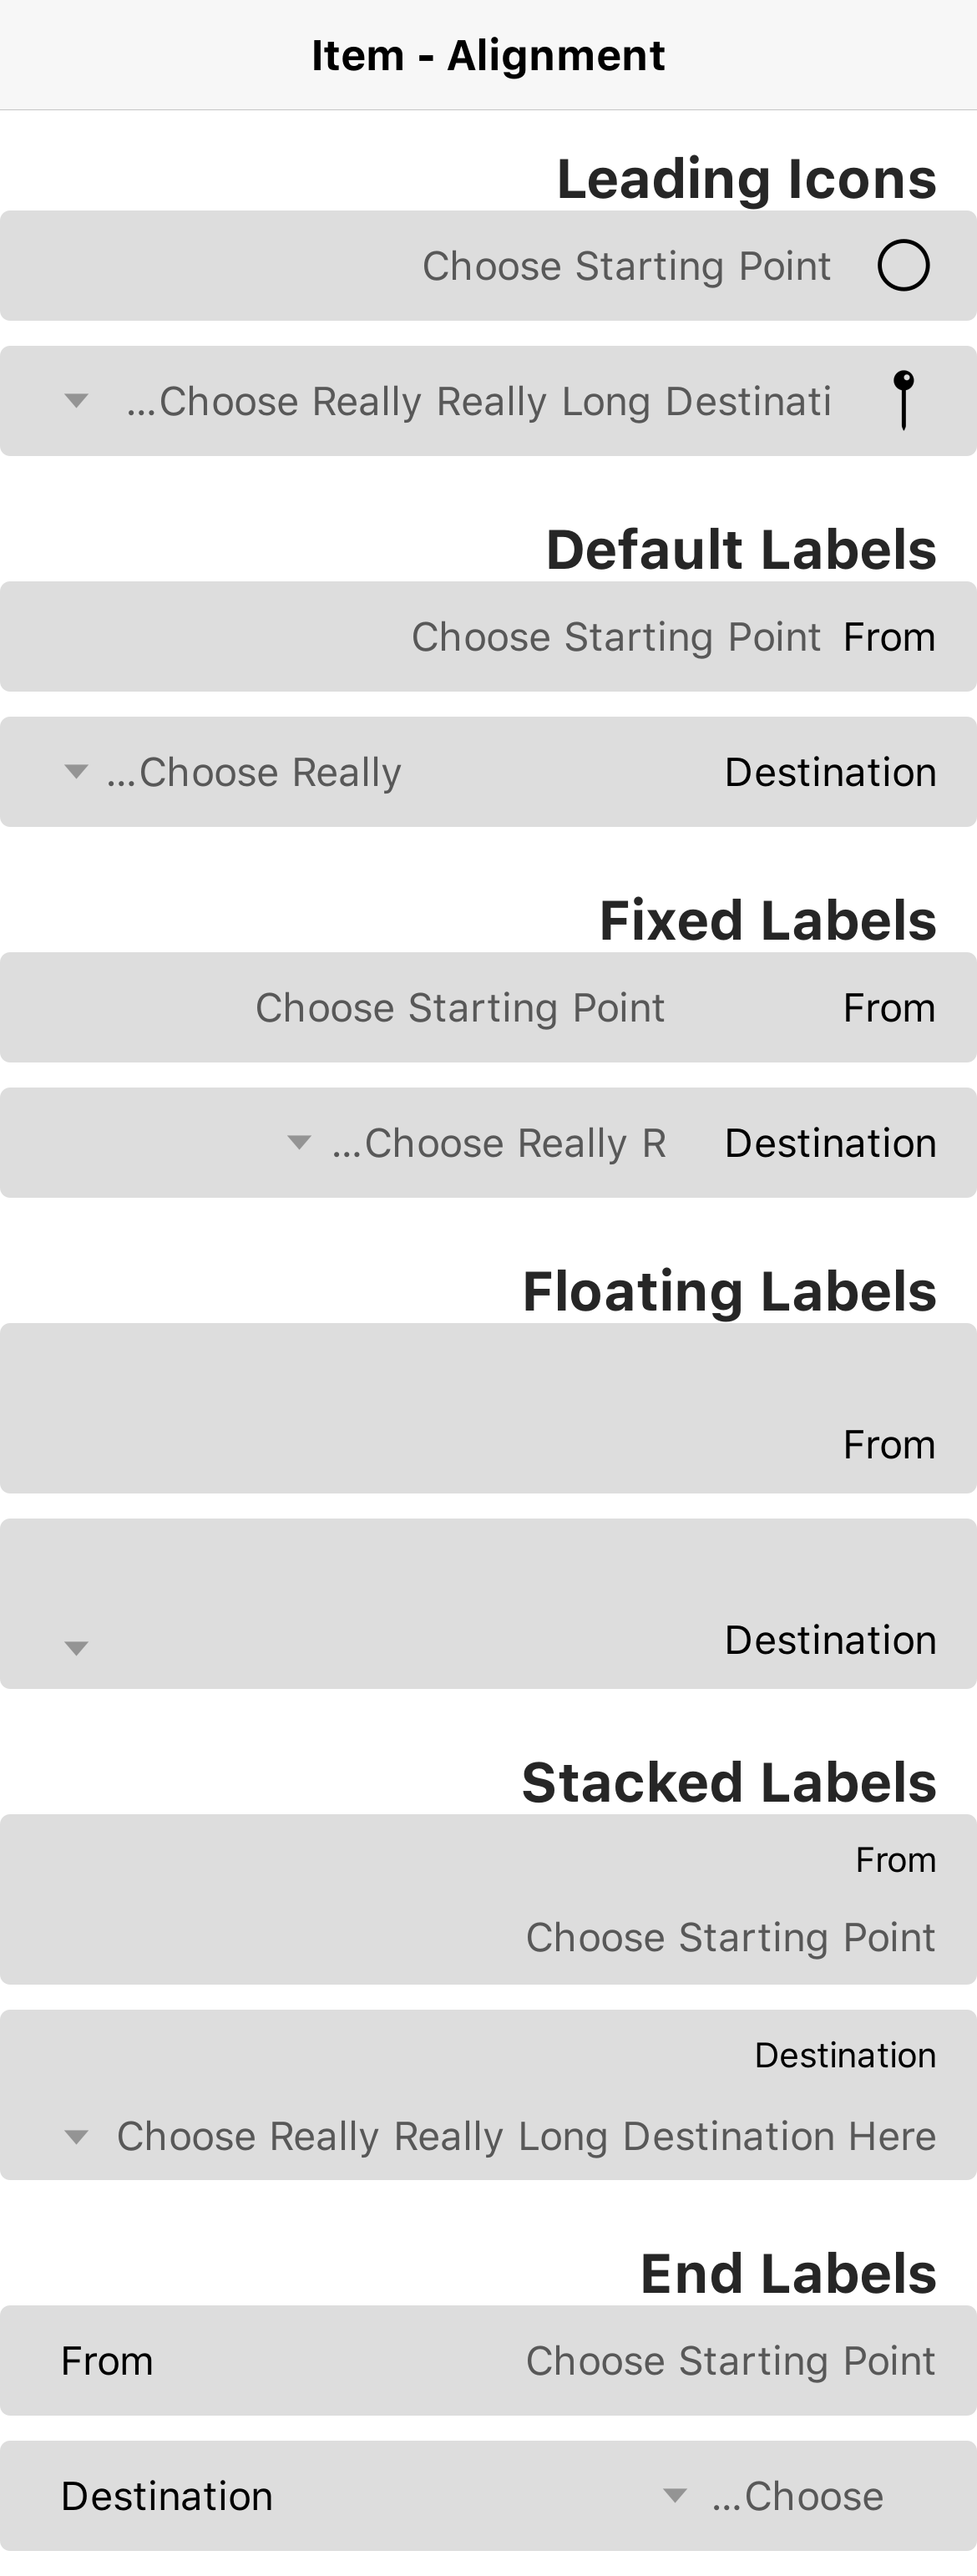 Item - Alignment
Leading Icons
Choose Starting Point
...Choose Really Really Long Destinati
Default Labels
Choose Starting Point From
...Choose Really Destination
Fixed Labels
Choose Starting Point From
...Choose Really R Destination
Floating Labels
From
Destination
Stacked Labels
From
Choose Starting Point
Destination
Choose Really Really Long Destination Here
End Labels
From Choose Starting Point
Destination ...Choose